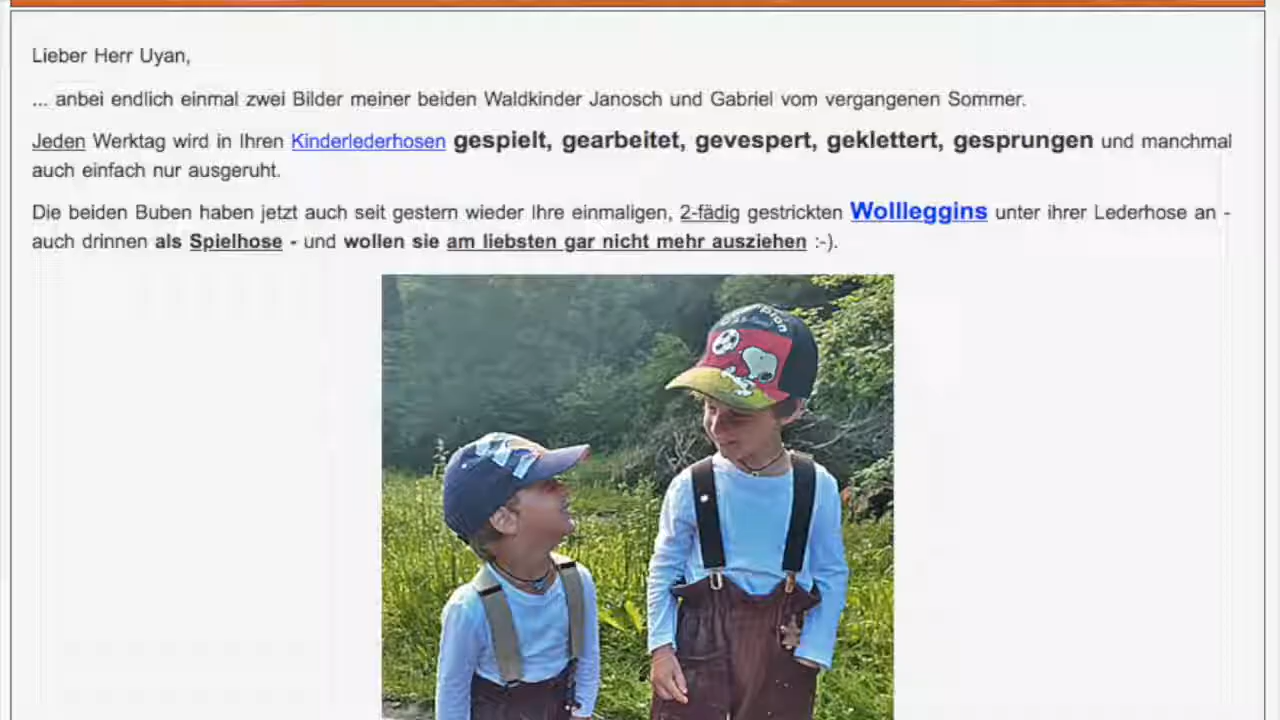 Lieber Herr Uyan,
... anbei endlich einmal zwei Bilder meiner beiden Waldkinder Janosch und Gabriel vom vergangenen Sommer.
Jeden Werktag wird in Ihren Kinderlederhosen gespielt, gearbeitet, gevespert, geklettert, gesprungen und manchmal
auch einfach nur ausgeruht.
Die beiden Buben haben jetzt auch seit gestern wieder Ihre einmaligen, 2-fädig gestrickten Wollleggins unter ihrer Lederhose an -
auch drinnen als Spielhose - und wollen sie am liebsten gar nicht mehr ausziehen :-).